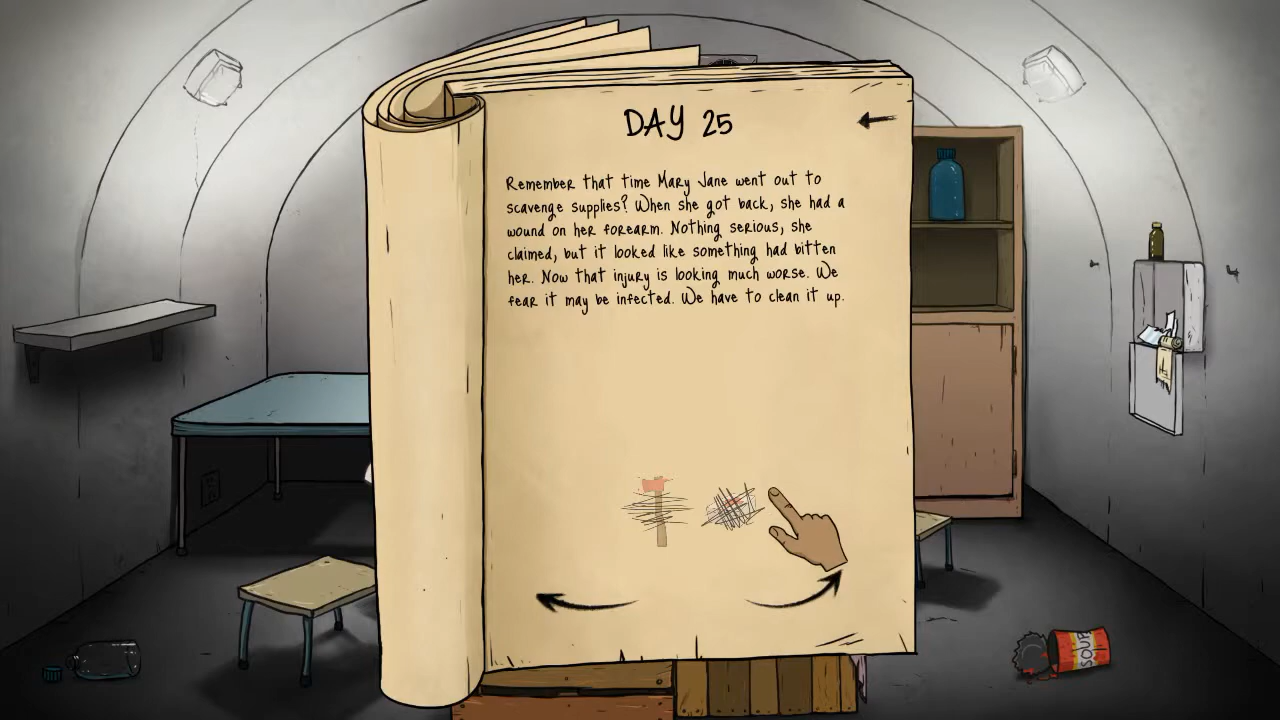 DAY 25
Remember that time Mary Jane went out to
scavenge supplies? When she got back, she had a
wound on her forearm. Nothing serious, she
claimed, but it looked like something had bitten
her. Now that injury is looking much worse. We
fear it may be infected. We have to clean it up.
SOUP